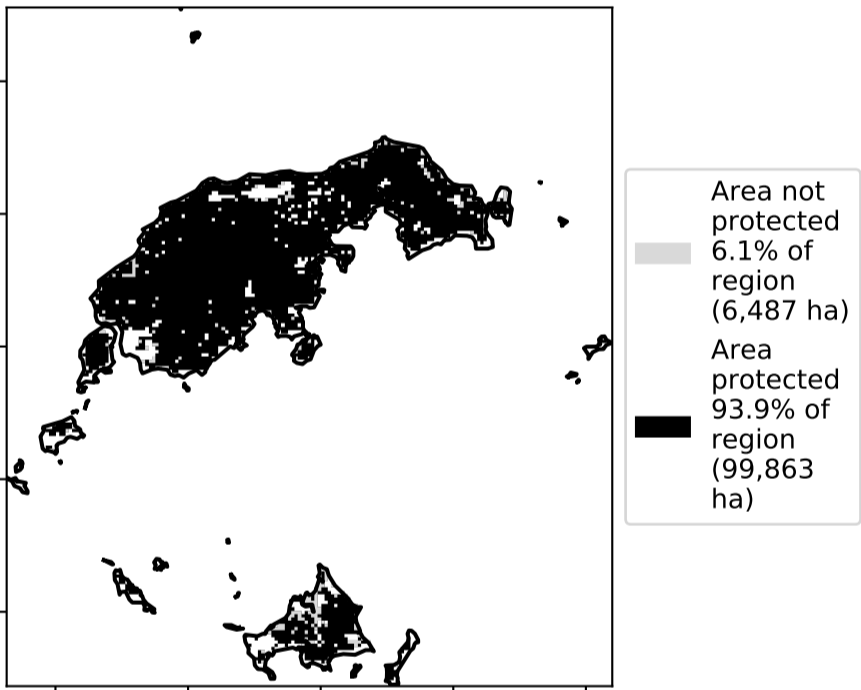 Area not
protected
6.1% of
region
(6,487 ha)
Area
protected
93.9% of
region
(99,863
ha)